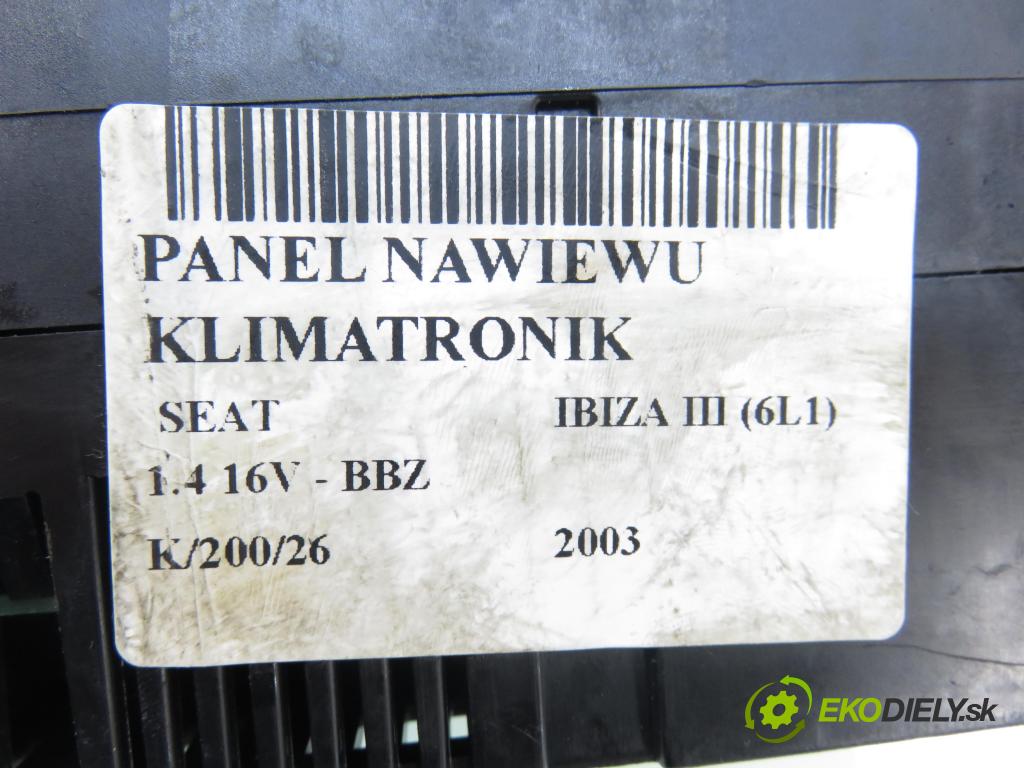 PANEL NAWIEWU
KLIMATRONIK
SEAT IBIZA III (6L1)
1.4 16V - BBZ
K/200/26 2003
EKODIELY.sk